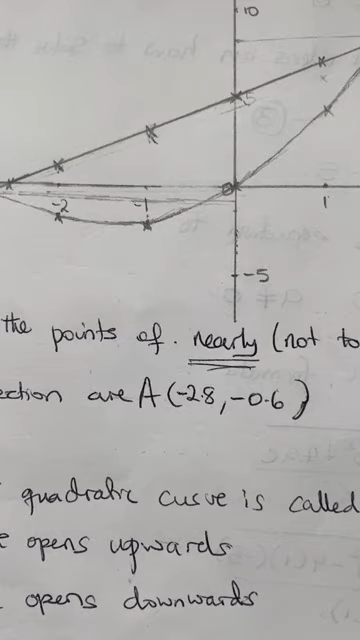 10
5
-2 -1 0 1
-5
the points of nearly (not to
ection are A (-2.8, -0.6)
quadratic curve is called
e opens upwards
opens downwards